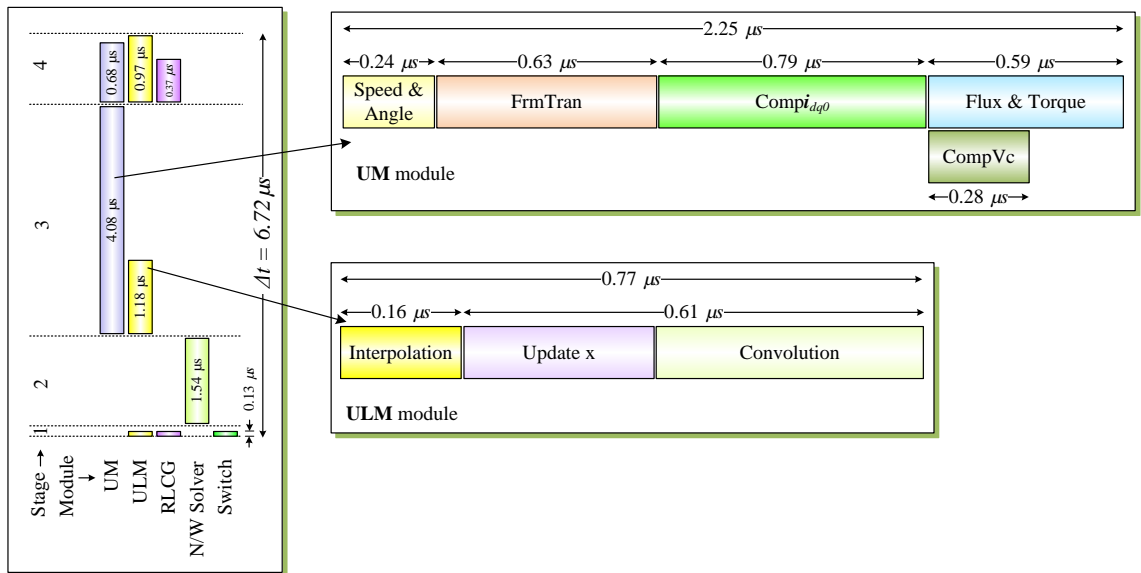 4
3
2
1
0.68 µs
0.97 µs
0.37 µs
4.08 µs
1.18 µs
1.54 µs
0.13 µs
Δt = 6.72 µs
Stage
Module
UM
ULM
RLCG
N/W Solver
Switch
2.25 µs
0.24 µs
0.63 µs
0.79 µs
0.59 µs
Speed &
Angle
FrmTran
Compidq0
Flux & Torque
CompVc
0.28 µs
UM module
0.77 µs
0.16 µs
0.61 µs
Interpolation
Update x
Convolution
ULM module